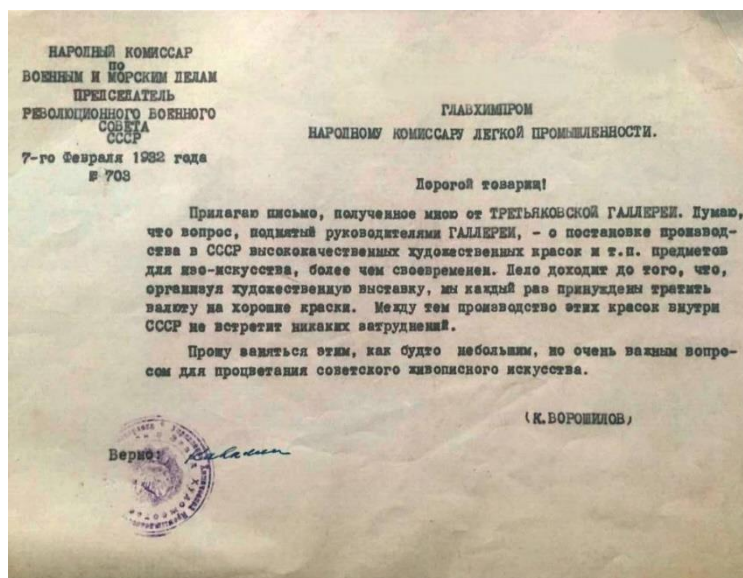 НАРОДНЫЙ КОМИССАР
по
ВОЕННЫМ И МОРСКИМ ДЕЛАМ
ПРЕДСЕДАТЕЛЬ
РЕВОЛЮЦИОННОГО ВОЕННОГО
СОВЕТА
СССР
7-го Февраля 1932 года
№ 703
ГЛАВХИМПРОМ
НАРОДНОМУ КОМИССАРУ ЛЕГКОЙ ПРОМЫШЛЕННОСТИ.
Дорогой товарищ!
Прилагаю письмо, полученное мною от ТРЕТЬЯКОВСКОЙ ГАЛЛЕРЕИ. Думаю,
что вопрос, поднятый руководителями ГАЛЛЕРЕИ, - о постановке производ-
ства в СССР высококачественных художественных красок и т.п. предметов
для изо-искусства, более чем своевременен. Дело доходит до того, что,
организуя художественную выставку, мы каждый раз принуждены тратить
валюту на хорошие краски. Между тем производство этих красок внутри
СССР не встретит никаких затруднений.
Прошу заняться этим, как будто небольшим, но очень важным вопро-
сом для процветания советского живописного искусства.
(К.ВОРОШИЛОВ)
Верно: